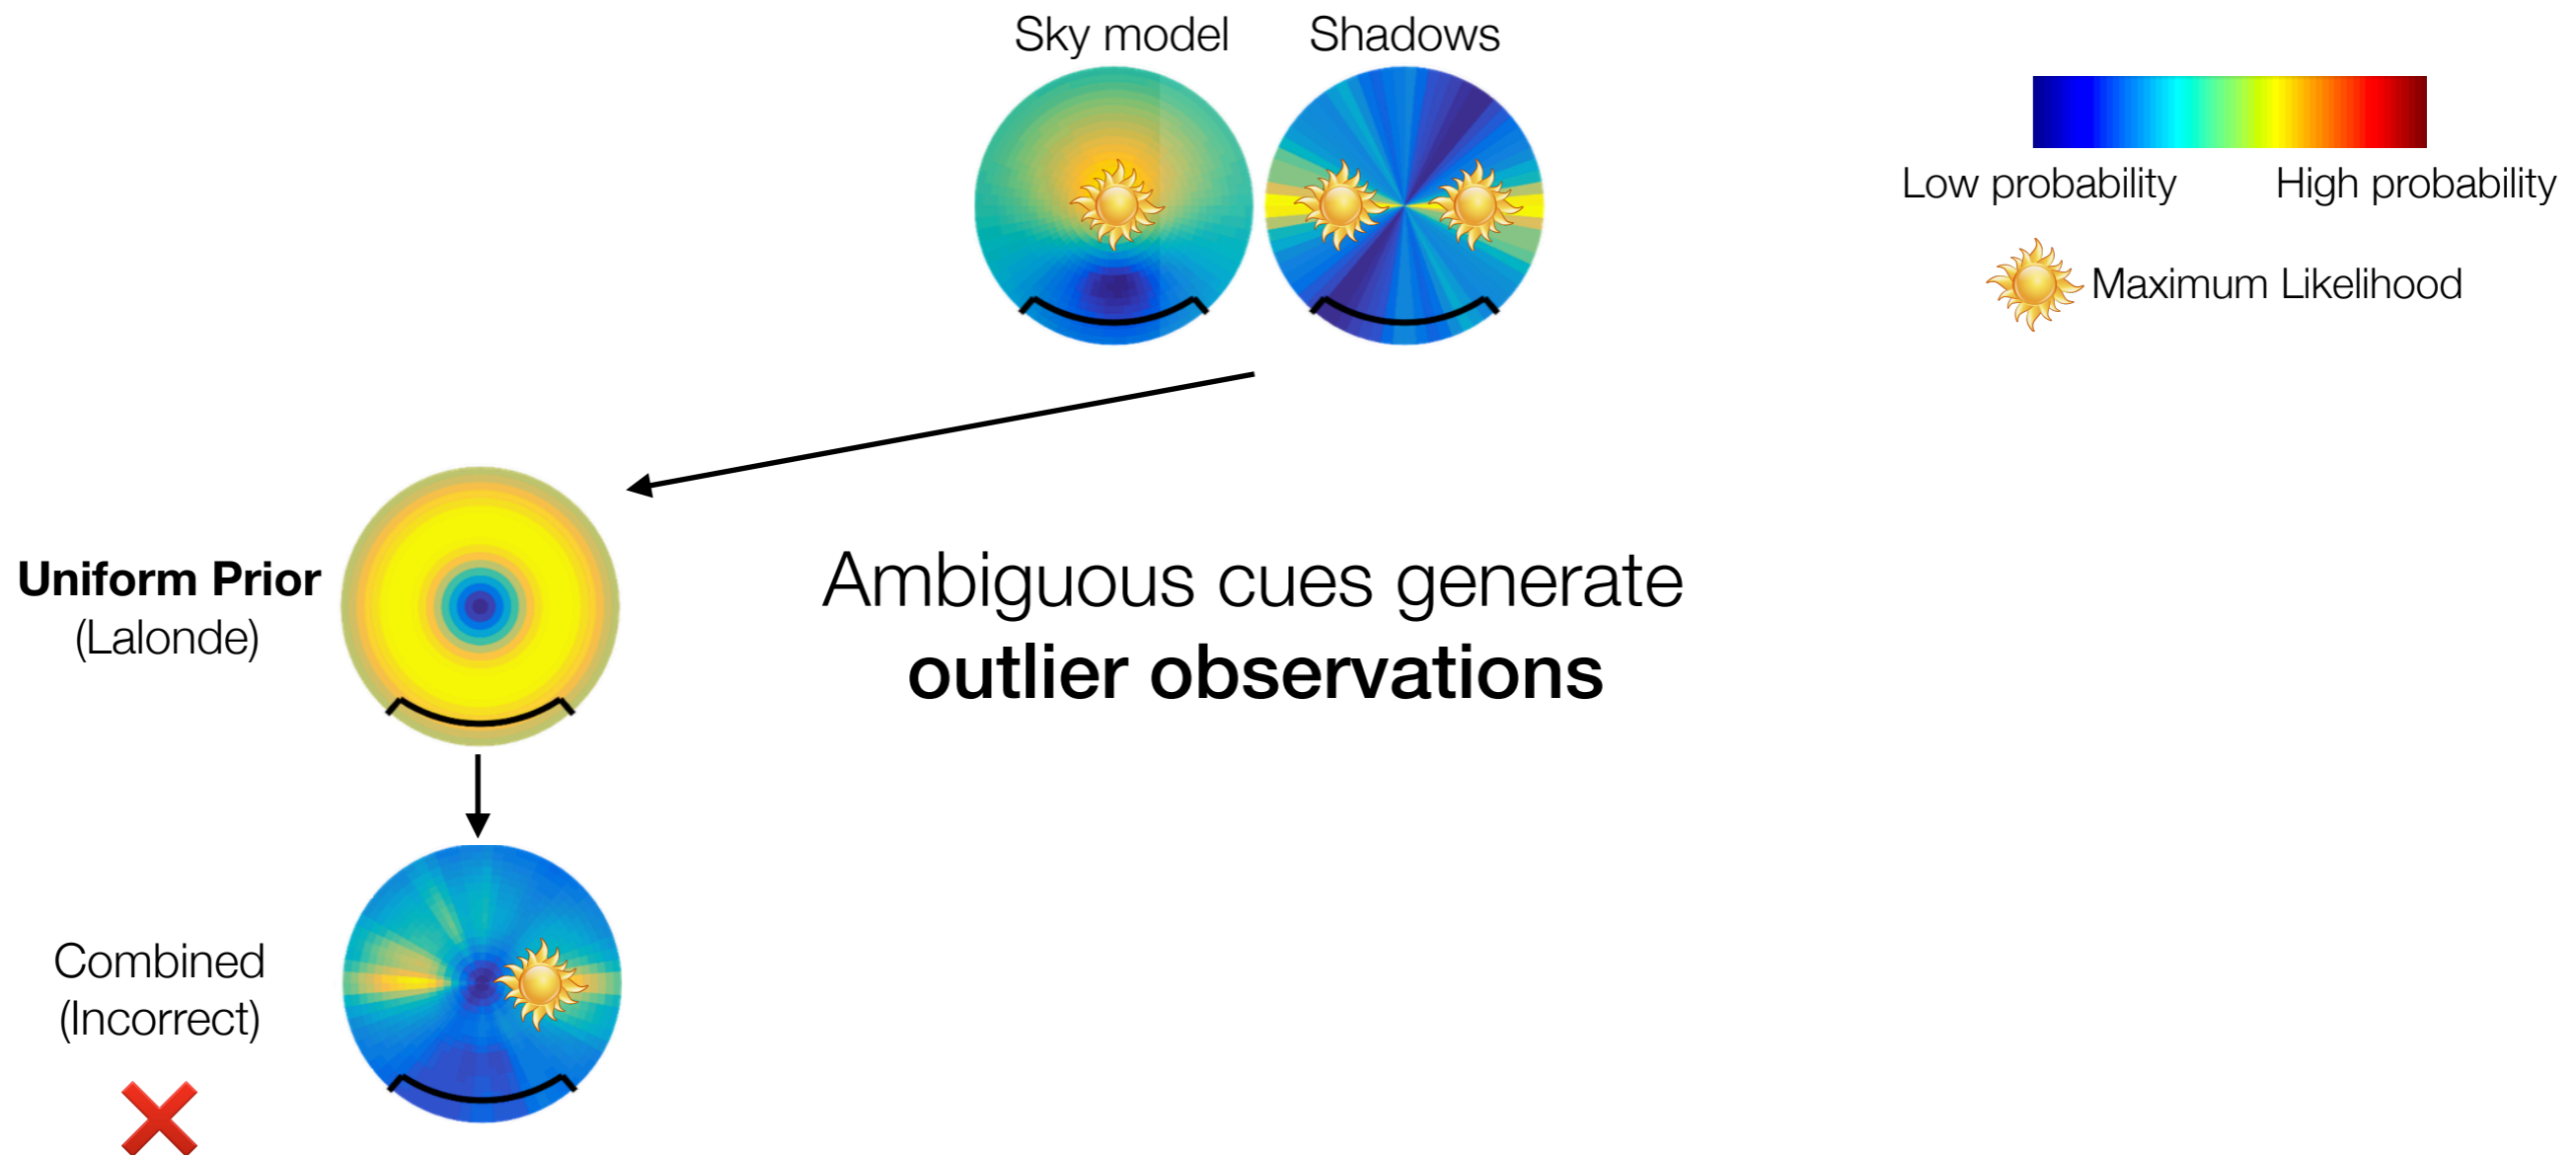 Sky model
Shadows
Low probability
High probability
Maximum Likelihood
Uniform Prior
(Lalonde)
Ambiguous cues generate
outlier observations
Combined
(Incorrect)